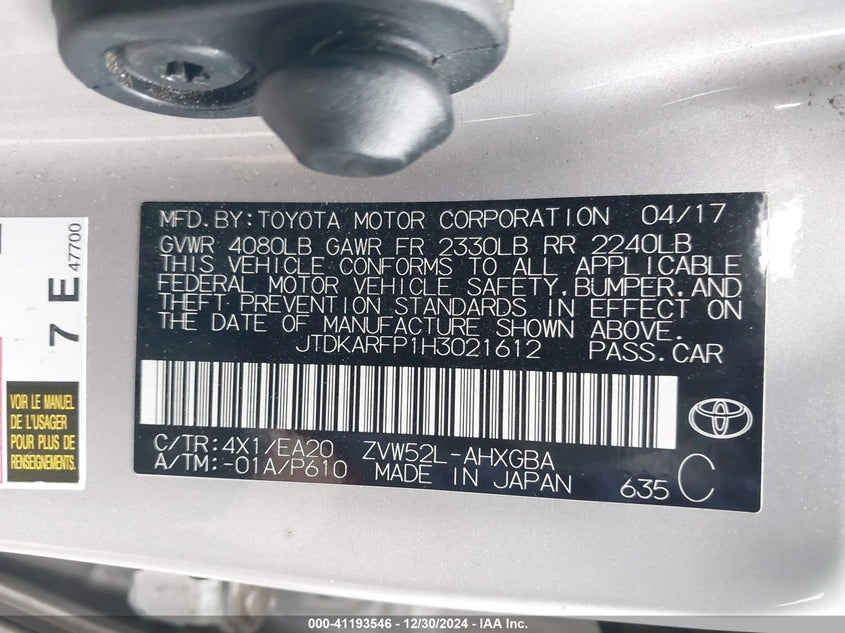 MFD. BY: TOYOTA MOTOR CORPORATION 04/17
GVWR 4080LB GAWR FR 2330LB RR 2240LB
THIS VEHICLE CONFORMS TO ALL APPLICABLE
FEDERAL MOTOR VEHICLE SAFETY, BUMPER, AND
THEFT PREVENTION STANDARDS IN EFFECT ON
THE DATE OF MANUFACTURE SHOWN ABOVE.
JTDKARFP1H3021612 PASS. CAR
C/TR: 4X1/EA20 ZVW52L-AHXGBA
A/TM: -01A/P610 MADE IN JAPAN 635 C
7 E 47700
VOIR LE MANUEL
DE L'USAGER
POUR PLUS DE
RENSEIGNEMENTS
000-41193546 - 12/30/2024 - IAA Inc.